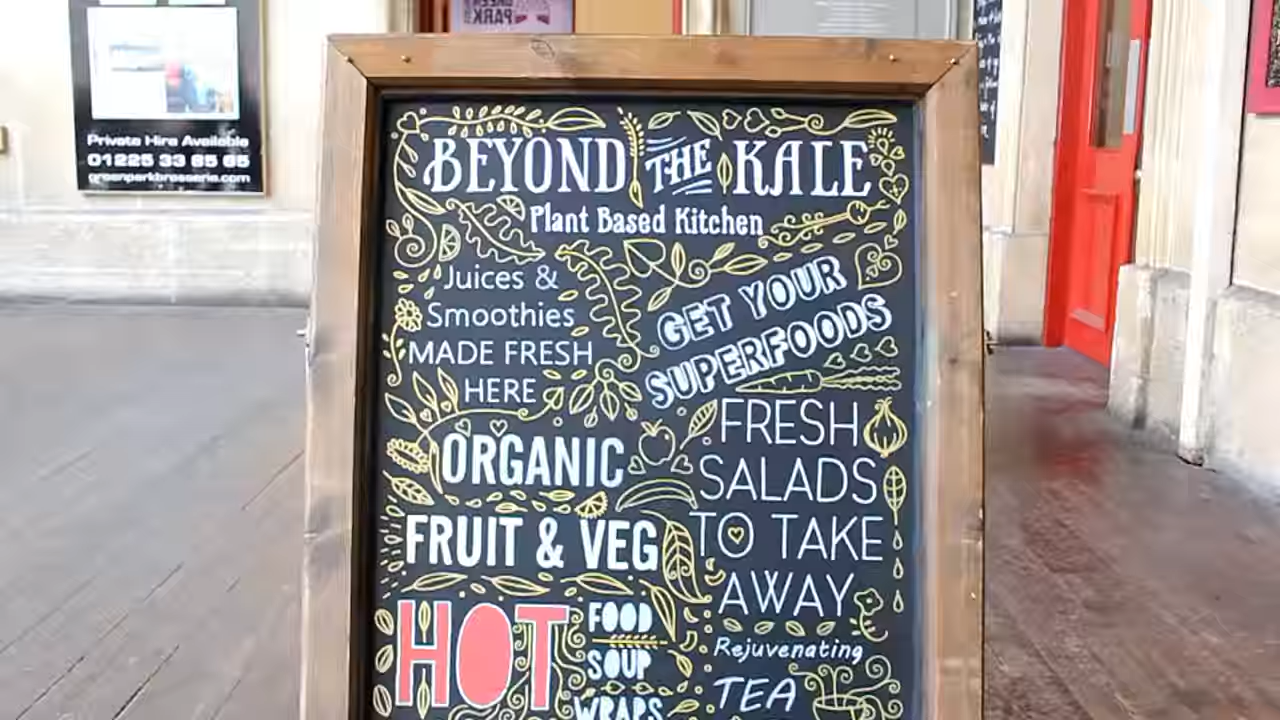 Private Hire Available
01225 33 85 65
greenparkbrasserie.com
BEYOND THE KALE
Plant Based Kitchen
Juices &
Smoothies
MADE FRESH
HERE
GET YOUR
SUPERFOODS
ORGANIC
FRUIT & VEG
FRESH
SALADS
TO TAKE
AWAY
HOT
FOOD
SOUP
WRAPS
Rejuvenating
TEA